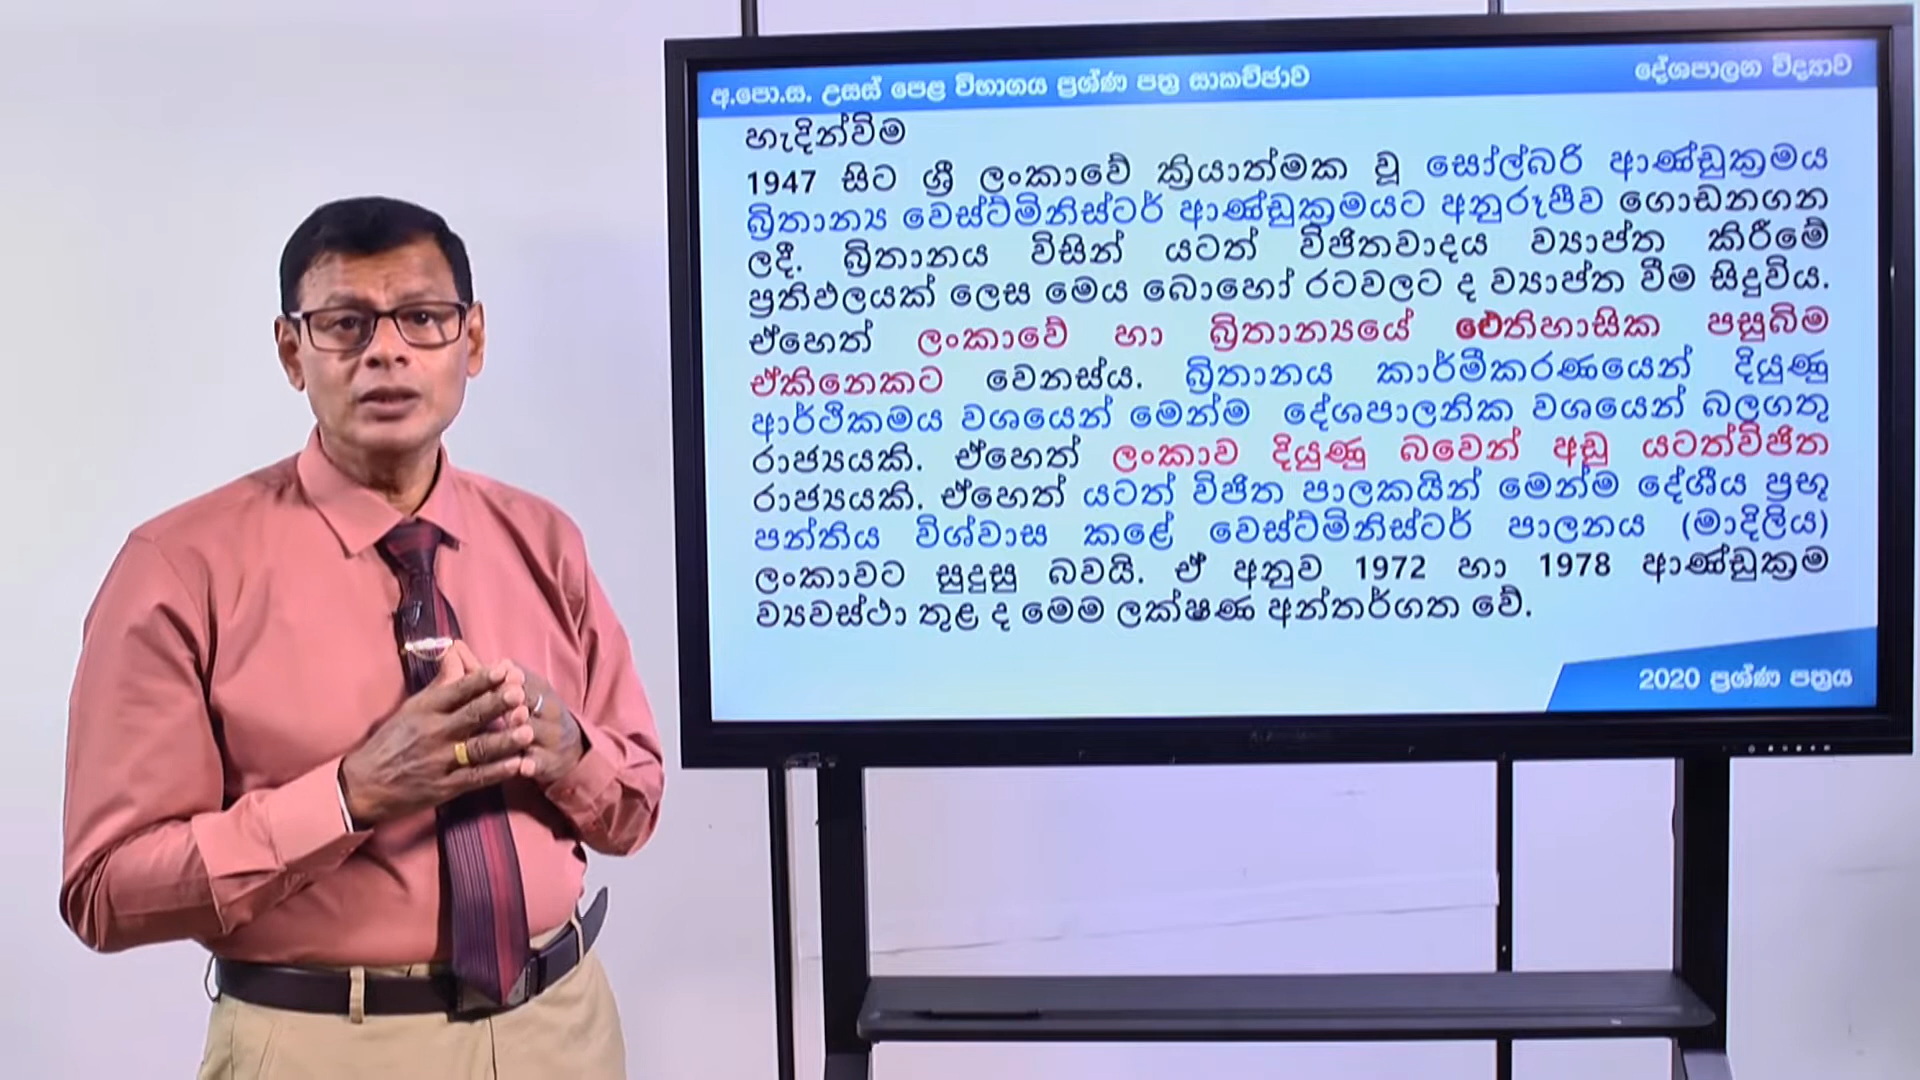 අ.පො.ස. උසස් පෙළ විභාගය ප්‍රශ්ණ පත්‍ර සාකච්ඡාව
දේශපාලන විද්‍යාව
හැදින්වීම
1947 සිට ශ්‍රී ලංකාවේ ක්‍රියාත්මක වූ සෝල්බරි ආණ්ඩුක්‍රමය
බ්‍රිතාන්‍ය වෙස්ට්මිනිස්ටර් ආණ්ඩුක්‍රමයට අනුරූපීව ගොඩනගන
ලදී. බ්‍රිතානය විසින් යටත් විජිතවාදය ව්‍යාප්ත කිරීමේ
ප්‍රතිඵලයක් ලෙස මෙය බොහෝ රටවලට ද ව්‍යාප්ත වීම සිදුවිය.
ඒහෙත් ලංකාවේ හා බ්‍රිතාන්‍යයේ ඓතිහාසික පසුබිම
ඒකිනෙකට වෙනස්ය. බ්‍රිතානය කාර්මීකරණයෙන් දියුණු
ආර්ථිකමය වශයෙන් මෙන්ම දේශපාලනික වශයෙන් බලගතු
රාජ්‍යයකි. ඒහෙත් ලංකාව දියුණු බවෙන් අඩු යටත්විජිත
රාජ්‍යයකි. ඒහෙත් යටත් විජිත පාලකයින් මෙන්ම දේශීය ප්‍රභූ
පන්තිය විශ්වාස කළේ වෙස්ට්මිනිස්ටර් පාලනය (මාදිලිය)
ලංකාවට සුදුසු බවයි. ඒ අනුව 1972 හා 1978 ආණ්ඩුක්‍රම
ව්‍යවස්ථා තුළ ද මෙම ලක්ෂණ අන්තර්ගත වේ.
2020 ප්‍රශ්ණ පත්‍රය